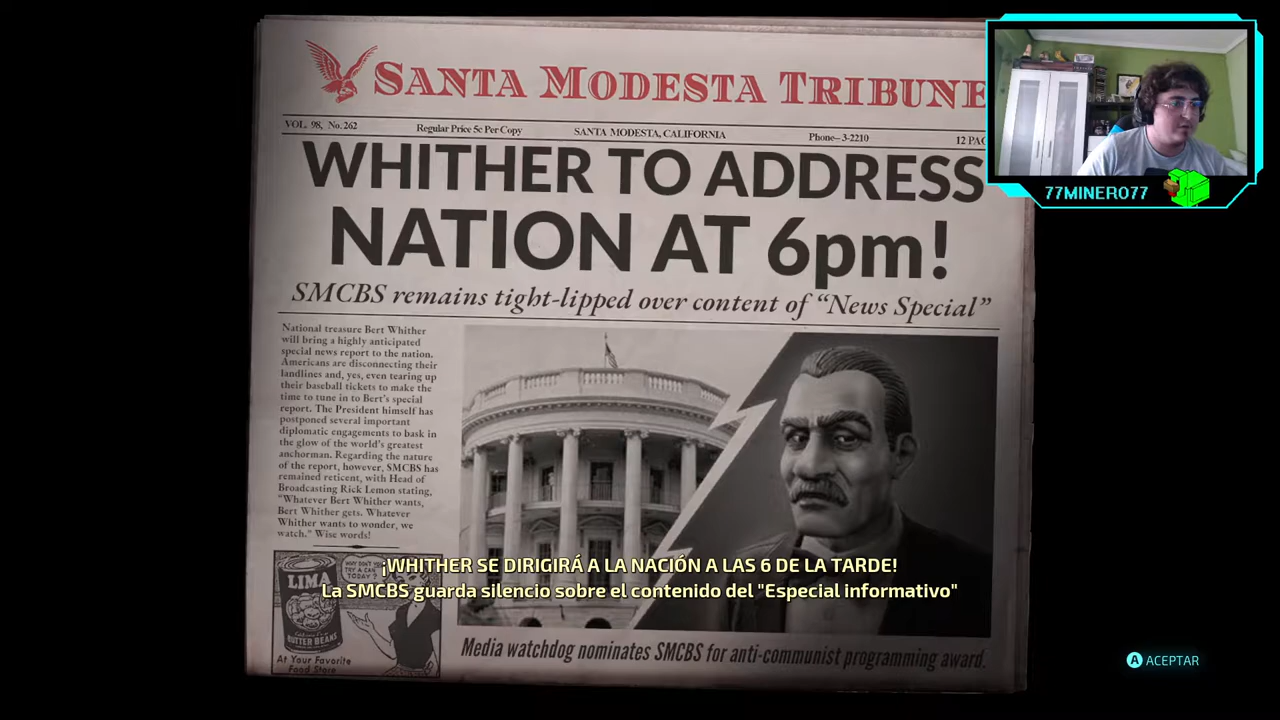 SANTA MODESTA TRIBUNE
VOL. 98, No. 262
Regular Price 5c Per Copy
SANTA MODESTA, CALIFORNIA
Phone—3-2210
12 PA
WHITHER TO ADDRESS
NATION AT 6pm!
SMCBS remains tight-lipped over content of “News Special”
National treasure Bert Whither
will bring a highly anticipated
special news report to the nation.
Americans are disconnecting their
landlines and, yes, even tearing up
their baseball tickets to make the
time to tune in to Bert's special
report. The President himself has
postponed several important
diplomatic engagements to bask in
the glow of the world's greatest
anchorman. Regarding the nature
of the report, however, SMCBS has
remained reticent, with Head of
Broadcasting Rick Lemon stating,
“Whatever Bert Whither wants,
Bert Whither gets. Whatever
Whither wants to wonder, we
watch.” Wise words!
LIMA
BUTTER BEANS
WHY DON'T YOU
TRY A CAN
TODAY?
At Your Favorite
Food Store
¡WHITHER SE DIRIGIRÁ A LA NACIÓN A LAS 6 DE LA TARDE!
La SMCBS guarda silencio sobre el contenido del "Especial informativo"
Media watchdog nominates SMCBS for anti-communist programming award.
77MINERO77
A ACEPTAR